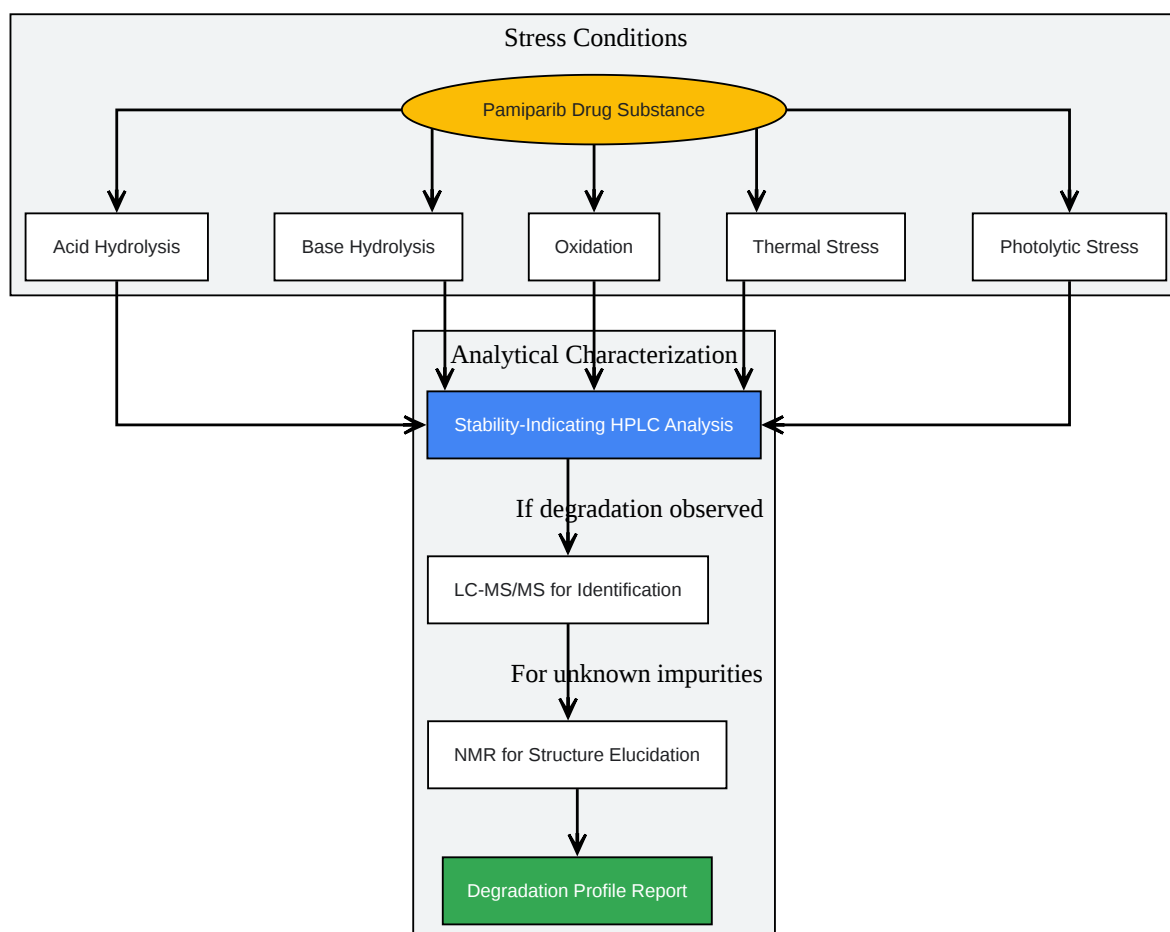 Stress Conditions
Pamiparib Drug Substance
Acid Hydrolysis
Base Hydrolysis
Oxidation
Thermal Stress
Photolytic Stress
Analytical Characterization
Stability-Indicating HPLC Analysis
If degradation observed
LC-MS/MS for Identification
For unknown impurities
NMR for Structure Elucidation
Degradation Profile Report